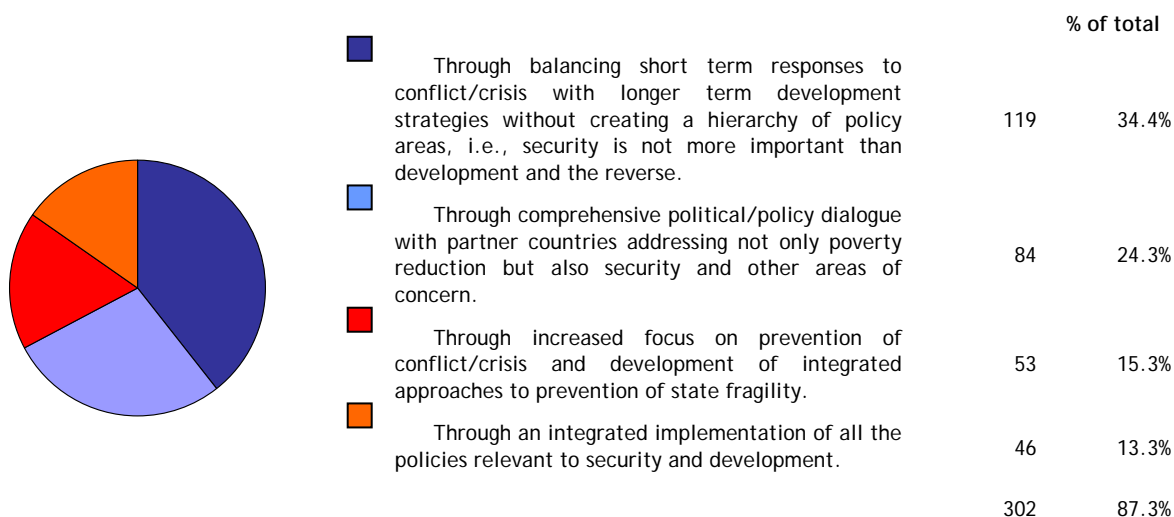 % of total
Through balancing short term responses to
conflict/crisis with longer term development
strategies without creating a hierarchy of policy
areas, i.e., security is not more important than
development and the reverse.
119 34.4%
Through comprehensive political/policy dialogue
with partner countries addressing not only poverty
reduction but also security and other areas of
concern.
84 24.3%
Through increased focus on prevention of
conflict/crisis and development of integrated
approaches to prevention of state fragility.
53 15.3%
Through an integrated implementation of all the
policies relevant to security and development.
46 13.3%
302 87.3%